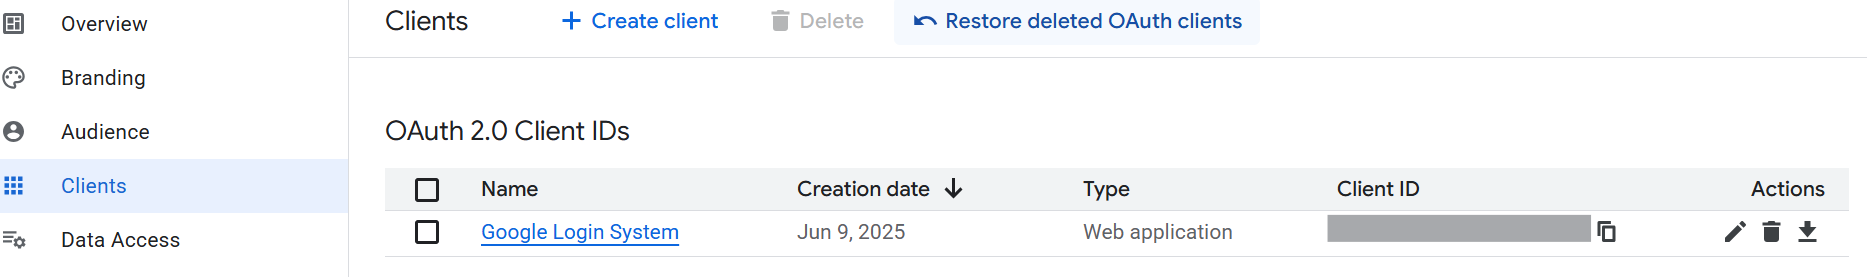 Overview
Branding
Audience
Clients
Data Access
Clients Create client Delete Restore deleted OAuth clients
OAuth 2.0 Client IDs
Name Creation date Type Client ID Actions
Google Login System Jun 9, 2025 Web application